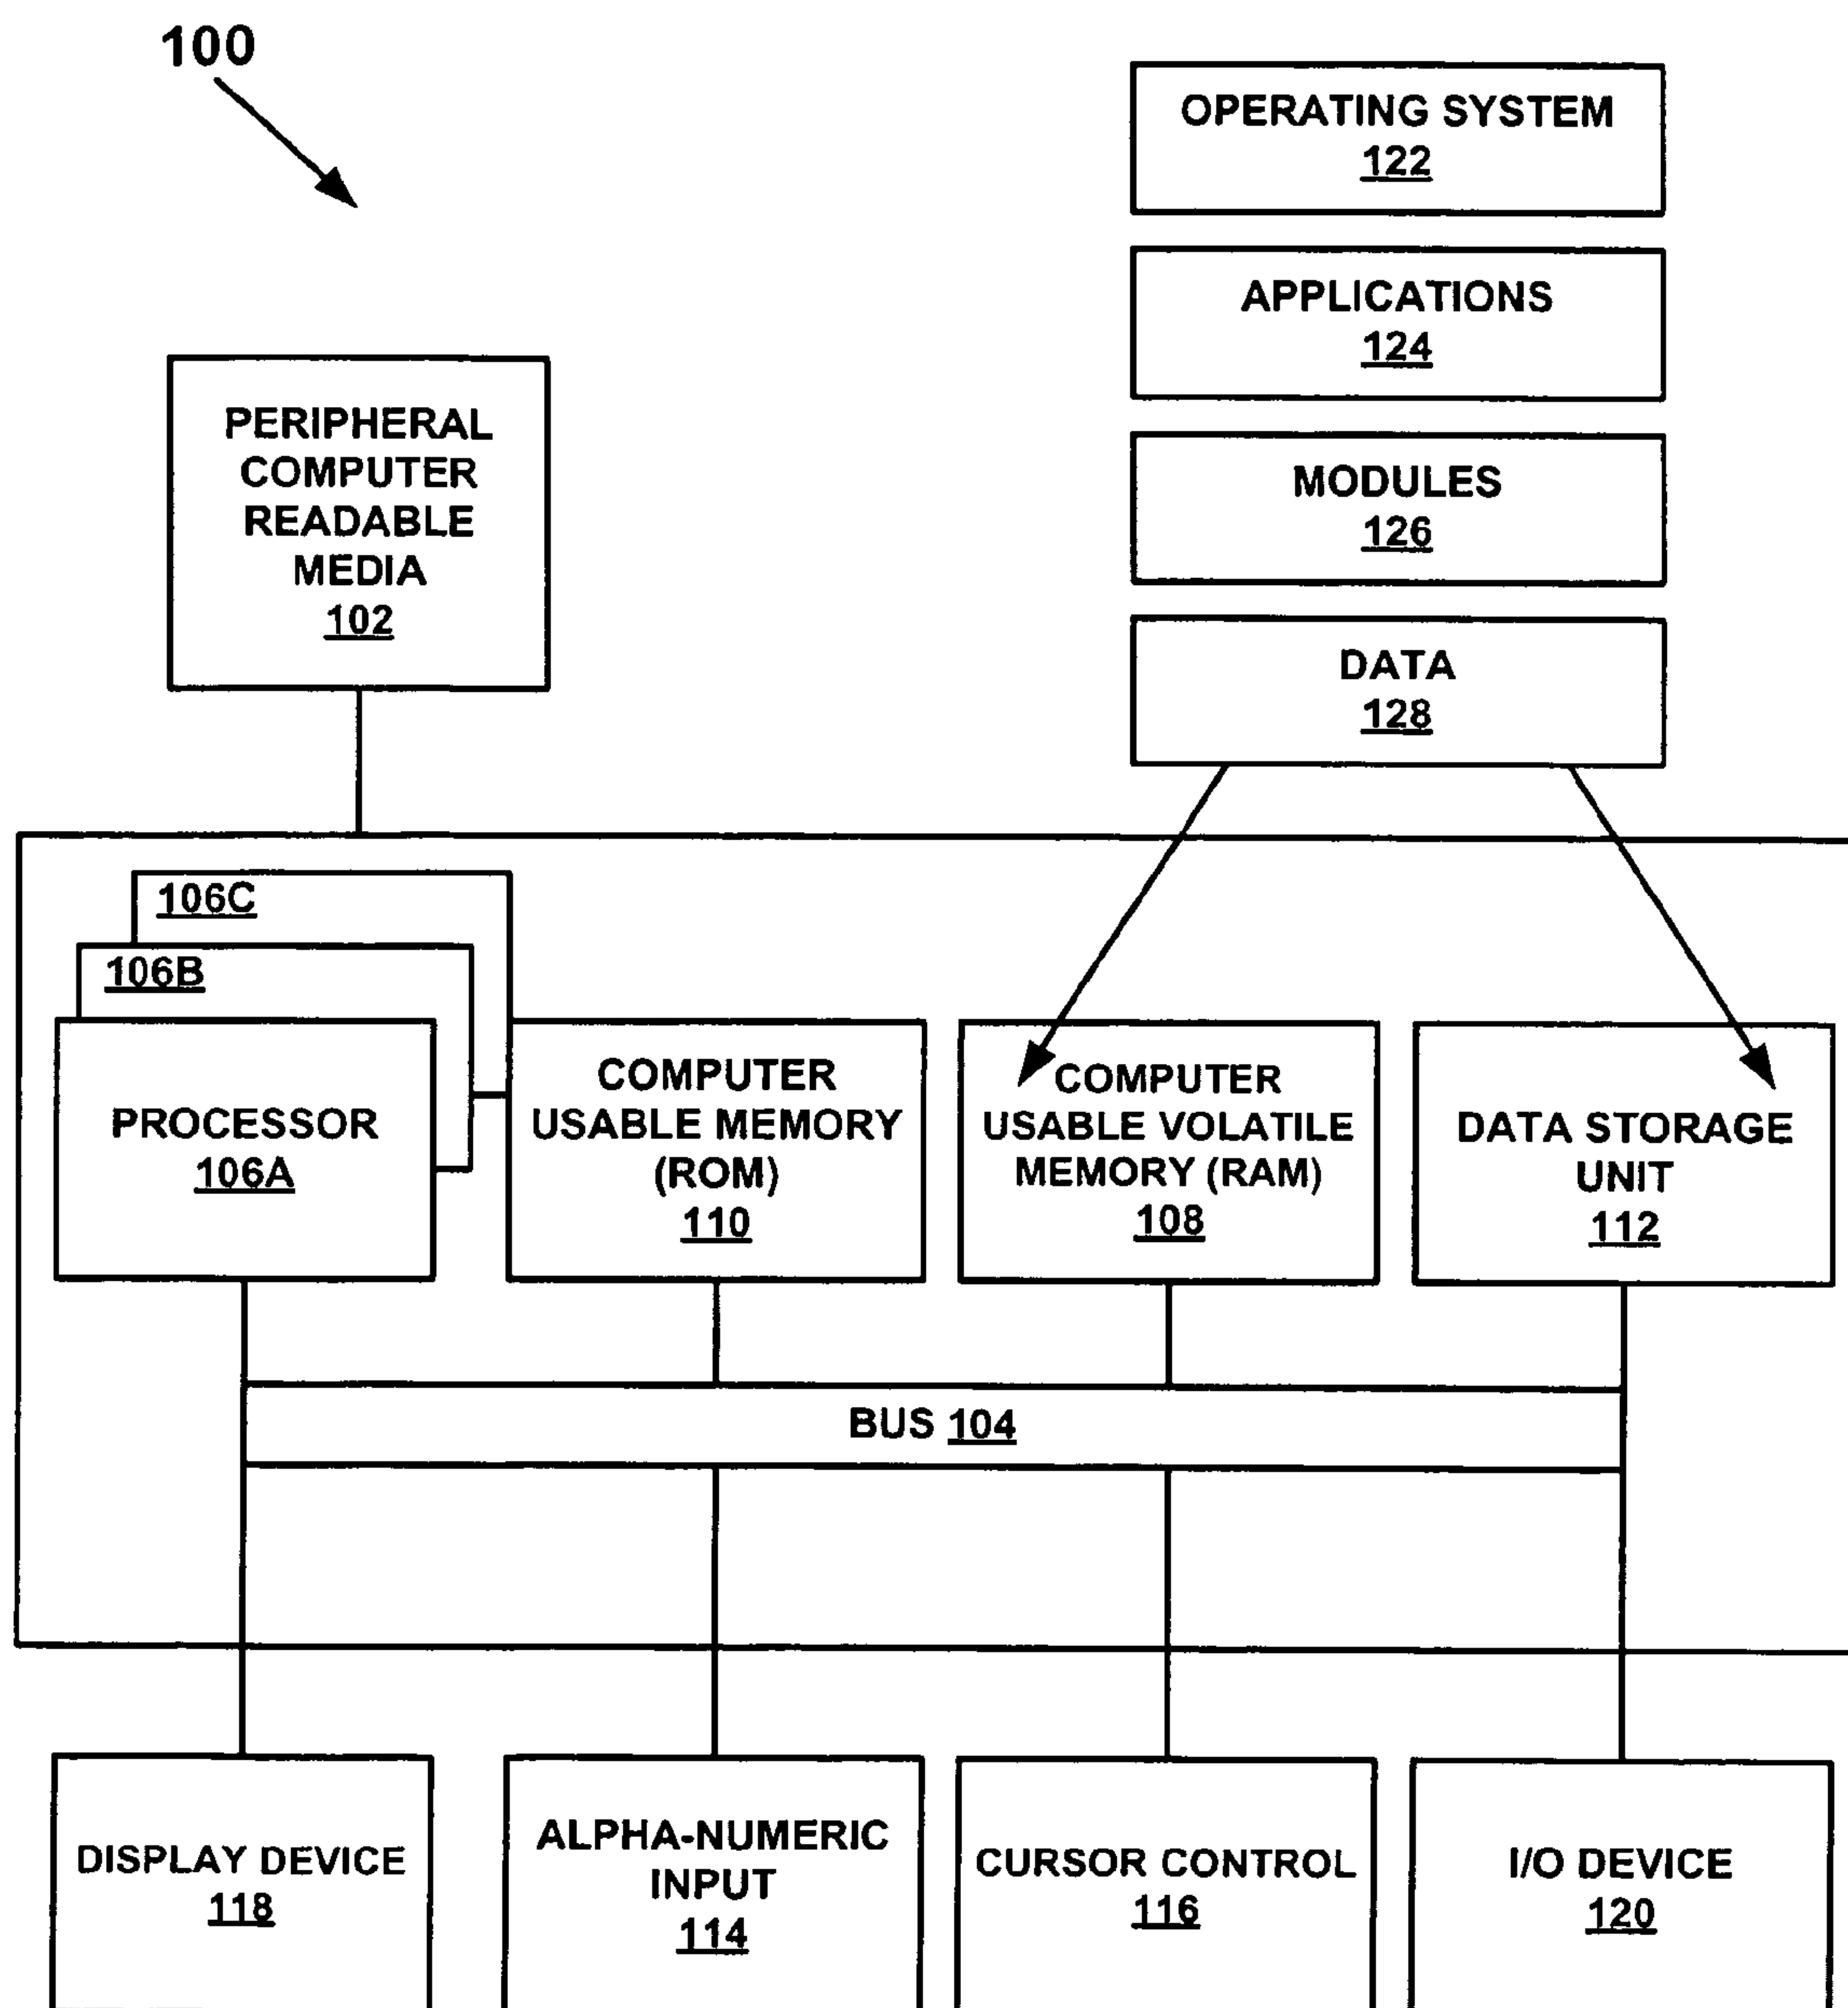 100
OPERATING SYSTEM
122
APPLICATIONS
124
MODULES
126
DATA
128
PERIPHERAL
COMPUTER
READABLE
MEDIA
102
106C
106B
PROCESSOR
106A
COMPUTER
USABLE MEMORY
(ROM)
110
COMPUTER
USABLE VOLATILE
MEMORY (RAM)
108
DATA STORAGE
UNIT
112
BUS 104
DISPLAY DEVICE
118
ALPHA-NUMERIC
INPUT
114
CURSOR CONTROL
116
I/O DEVICE
120